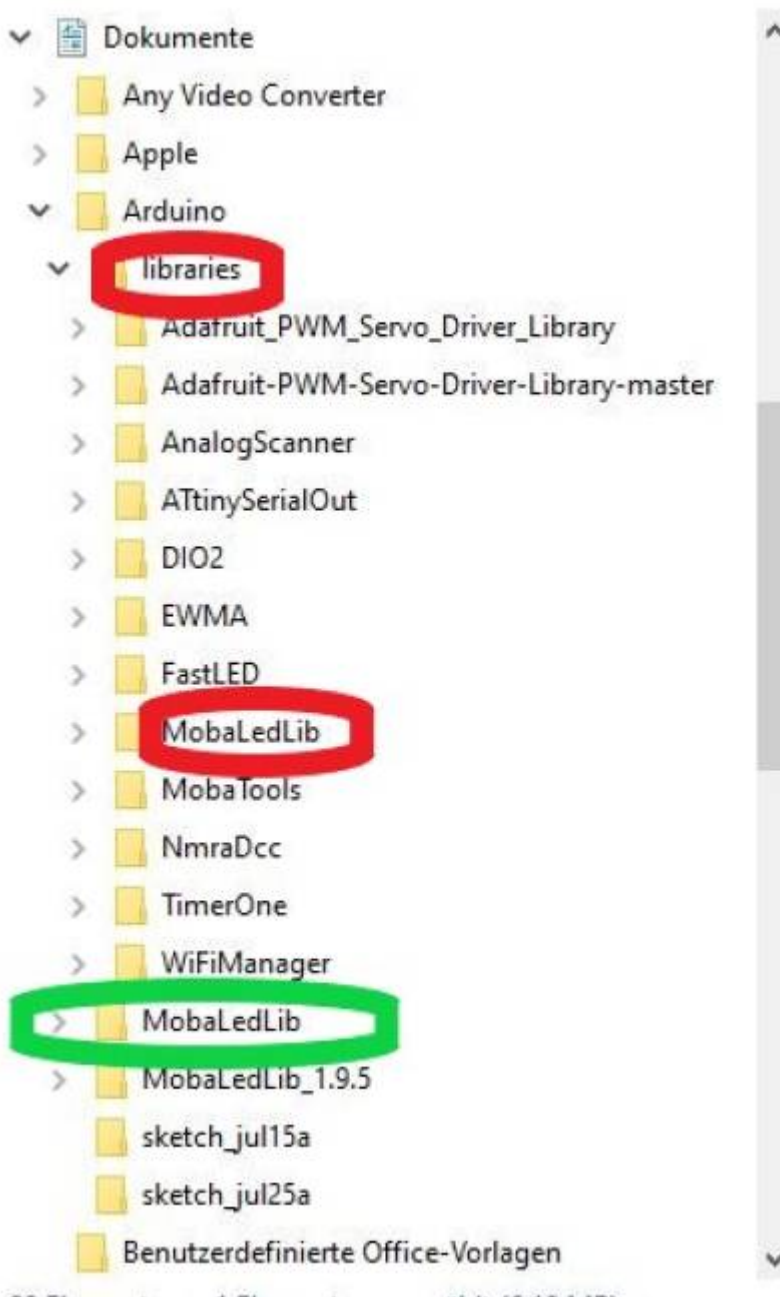 Dokumente
Any Video Converter
Apple
Arduino
libraries
Adafruit_PWM_Servo_Driver_Library
Adafruit-PWM-Servo-Driver-Library-master
AnalogScanner
ATtinySerialOut
DIO2
EWMA
FastLED
MobaLedLib
MobaTools
NmraDcc
TimerOne
WiFiManager
MobaLedLib
MobaLedLib_1.9.5
sketch_jul15a
sketch_jul25a
Benutzerdefinierte Office-Vorlagen